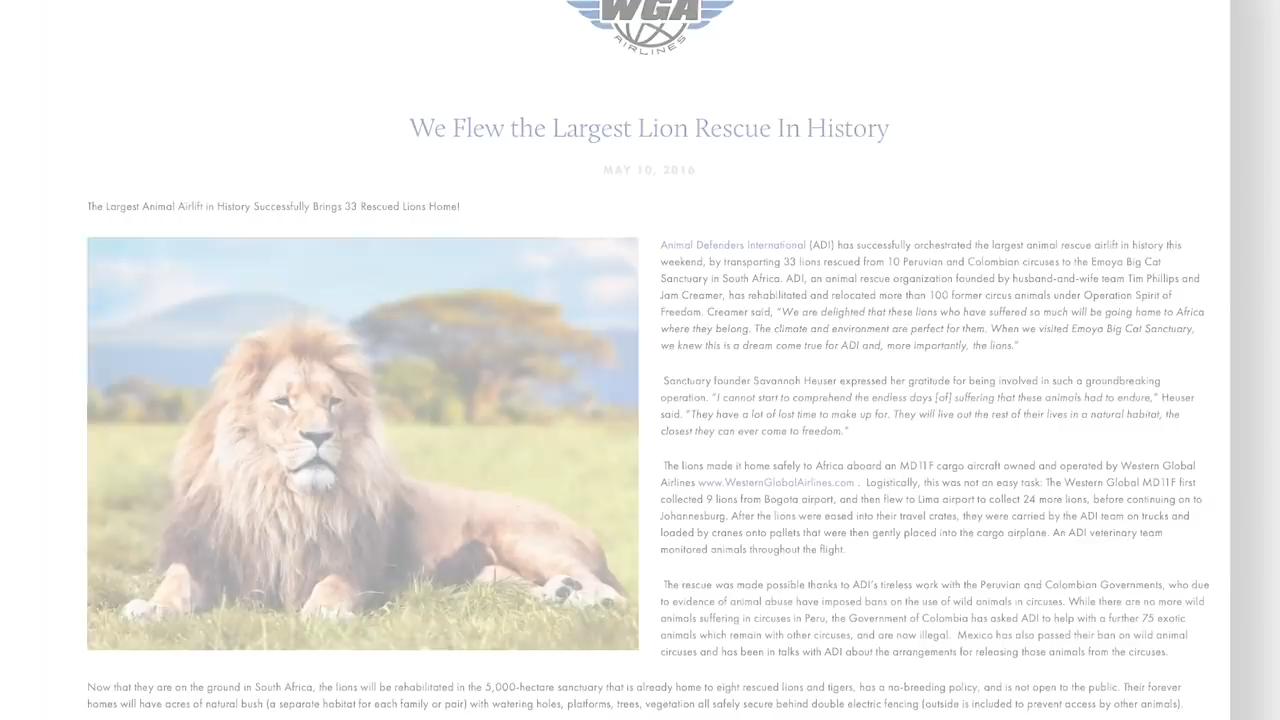 WGA
AIRLINES
We Flew the Largest Lion Rescue In History
MAY 10, 2016
The Largest Animal Airlift in History Successfully Brings 33 Rescued Lions Home!
Animal Defenders International (ADI) has successfully orchestrated the largest animal rescue airlift in history this
weekend, by transporting 33 lions rescued from 10 Peruvian and Colombian circuses to the Emoya Big Cat
Sanctuary in South Africa. ADI, an animal rescue organization founded by husband-and-wife team Tim Phillips and
Jam Creamer, has rehabilitated and relocated more than 100 former circus animals under Operation Spirit of
Freedom. Creamer said, "We are delighted that these lions who have suffered so much will be going home to Africa
where they belong. The climate and environment are perfect for them. When we visited Emoya Big Cat Sanctuary,
we knew this is a dream come true for ADI and, more importantly, the lions."
Sanctuary founder Savannah Heuser expressed her gratitude for being involved in such a groundbreaking
operation. "I cannot start to comprehend the endless days [of] suffering that these animals had to endure," Heuser
said. "They have a lot of lost time to make up for. They will live out the rest of their lives in a natural habitat, the
closest they can ever come to freedom."
The lions made it home safely to Africa aboard an MD11F cargo aircraft owned and operated by Western Global
Airlines www.WesternGlobalAirlines.com . Logistically, this was not an easy task: The Western Global MD11F first
collected 9 lions from Bogota airport, and then flew to Lima airport to collect 24 more lions, before continuing on to
Johannesburg. After the lions were eased into their travel crates, they were carried by the ADI team on trucks and
loaded by cranes onto pallets that were then gently placed into the cargo airplane. An ADI veterinary team
monitored animals throughout the flight.
The rescue was made possible thanks to ADI's tireless work with the Peruvian and Colombian Governments, who due
to evidence of animal abuse have imposed bans on the use of wild animals in circuses. While there are no more wild
animals suffering in circuses in Peru, the Government of Colombia has asked ADI to help with a further 75 exotic
animals which remain with other circuses, and are now illegal. Mexico has also passed their ban on wild animal
circuses and has been in talks with ADI about the arrangements for releasing those animals from the circuses.
Now that they are on the ground in South Africa, the lions will be rehabilitated in the 5,000-hectare sanctuary that is already home to eight rescued lions and tigers, has a no-breeding policy, and is not open to the public. Their forever
homes will have acres of natural bush (a separate habitat for each family or pair) with watering holes, platforms, trees, vegetation all safely secure behind double electric fencing (outside is included to prevent access by other animals).